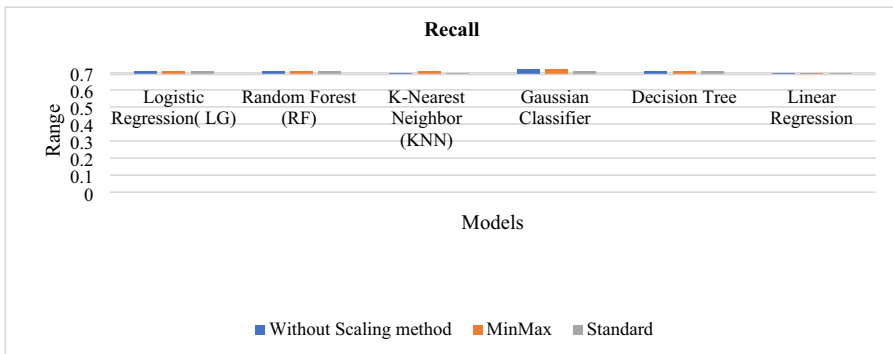 Recall
0.7
0.6
0.5
0.4
0.3
0.2
0.1
0
Range
Logistic
Regression( LG)
Random Forest
(RF)
K-Nearest
Neighbor
(KNN)
Gaussian
Classifier
Decision Tree
Linear
Regression
Models
Without Scaling method
MinMax
Standard